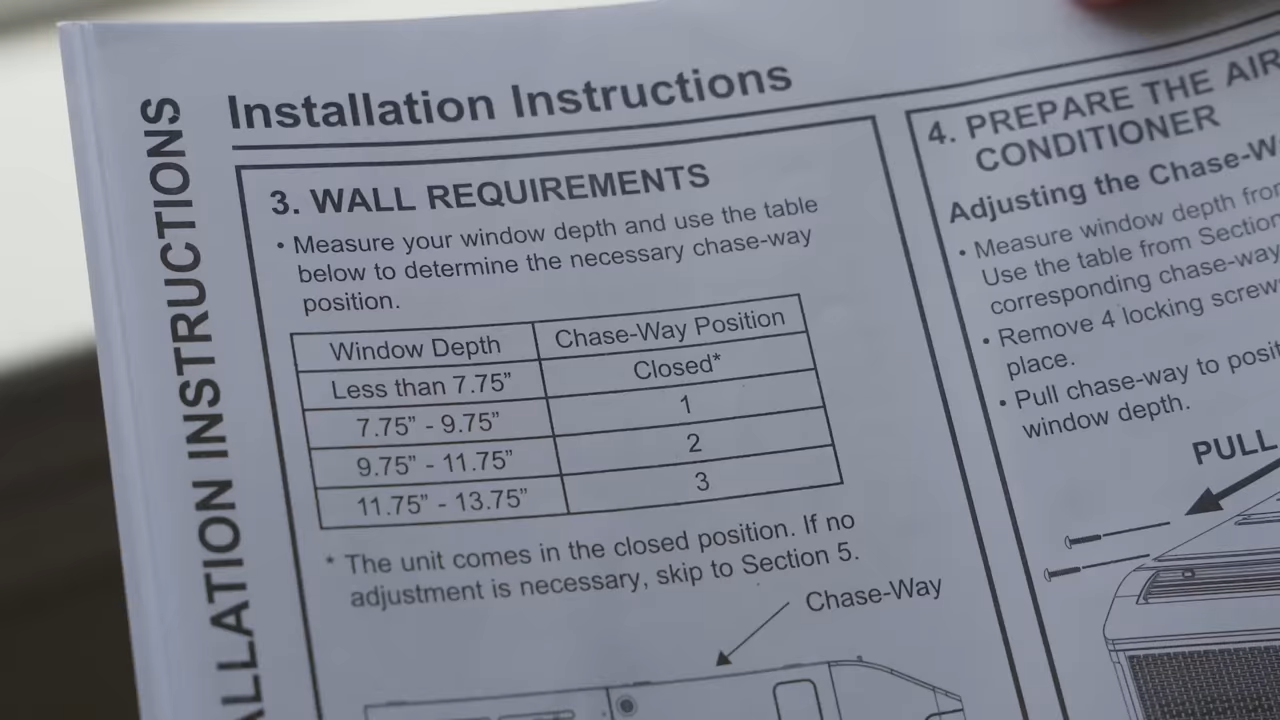 INSTALLATION INSTRUCTIONS
Installation Instructions
3. WALL REQUIREMENTS
• Measure your window depth and use the table
below to determine the necessary chase-way
position.
Window Depth Chase-Way Position
Less than 7.75” Closed*
7.75” - 9.75” 1
9.75” - 11.75” 2
11.75” - 13.75” 3
* The unit comes in the closed position. If no
adjustment is necessary, skip to Section 5.
Chase-Way
4. PREPARE THE AIR
CONDITIONER
Adjusting the Chase-W
• Measure window depth from
Use the table from Section
corresponding chase-way
• Remove 4 locking screws
place.
• Pull chase-way to posit
window depth.
PULL